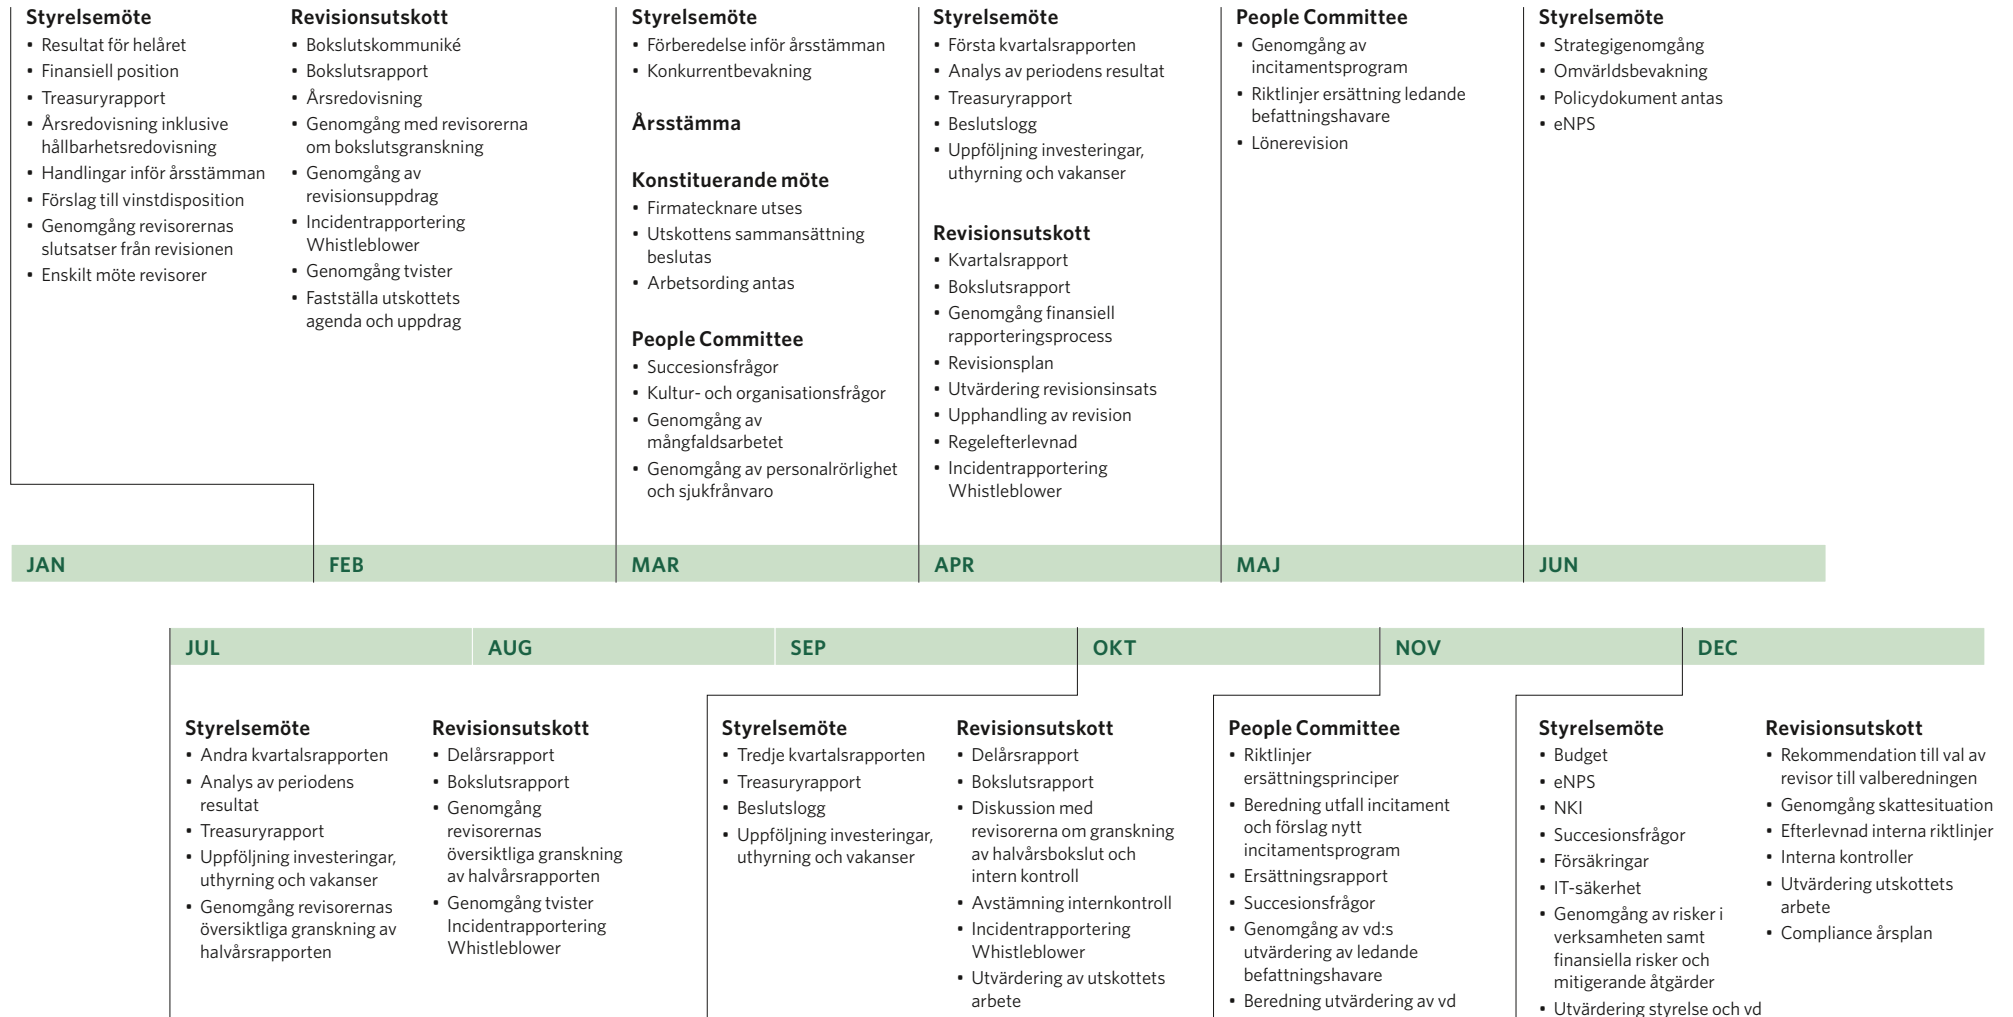 Styrelsemöte
• Resultat för helåret
• Finansiell position
• Treasuryrapport
• Årsredovisning inklusive
hållbarhetsredovisning
• Handlingar inför årsstämman
• Förslag till vinstdisposition
• Genomgång revisorernas
slutsatser från revisionen
• Enskilt möte revisorer
Revisionsutskott
• Bokslutskommuniké
• Bokslutsrapport
• Årsredovisning
• Genomgång med revisorerna
om bokslutsgranskning
• Genomgång av
revisionsuppdrag
• Incidentrapportering
Whistleblower
• Genomgång tvister
• Fastställa utskottets
agenda och uppdrag
Styrelsemöte
• Förberedelse inför årsstämman
• Konkurrentbevakning
Årsstämma
Konstituerande möte
• Firmatecknare utses
• Utskottens sammansättning
beslutas
• Arbetsording antas
People Committee
• Succesionsfrågor
• Kultur- och organisationsfrågor
• Genomgång av
mångfaldsarbetet
• Genomgång av personalrörlighet
och sjukfrånvaro
Styrelsemöte
• Första kvartalsrapporten
• Analys av periodens resultat
• Treasuryrapport
• Beslutslogg
• Uppföljning investeringar,
uthyrning och vakanser
Revisionsutskott
• Kvartalsrapport
• Bokslutsrapport
• Genomgång finansiell
rapporteringsprocess
• Revisionsplan
• Utvärdering revisionsinsats
• Upphandling av revision
• Regelefterlevnad
• Incidentrapportering
Whistleblower
People Committee
• Genomgång av
incitamentsprogram
• Riktlinjer ersättning ledande
befattningshavare
• Lönerevision
Styrelsemöte
• Strategigenomgång
• Omvärldsbevakning
• Policydokument antas
• eNPS
JAN
FEB
MAR
APR
MAJ
JUN
JUL
AUG
SEP
OKT
NOV
DEC
Styrelsemöte
• Andra kvartalsrapporten
• Analys av periodens
resultat
• Treasuryrapport
• Uppföljning investeringar,
uthyrning och vakanser
• Genomgång revisorernas
översiktliga granskning av
halvårsrapporten
Revisionsutskott
• Delårsrapport
• Bokslutsrapport
• Genomgång
revisorernas
översiktliga granskning
av halvårsrapporten
• Genomgång tvister
Incidentrapportering
Whistleblower
Styrelsemöte
• Tredje kvartalsrapporten
• Treasuryrapport
• Beslutslogg
• Uppföljning investeringar,
uthyrning och vakanser
Revisionsutskott
• Delårsrapport
• Bokslutsrapport
• Diskussion med
revisorerna om granskning
av halvårsbokslut och
intern kontroll
• Avstämning internkontroll
• Incidentrapportering
Whistleblower
• Utvärdering av utskottets
arbete
People Committee
• Riktlinjer
ersättningsprinciper
• Beredning utfall incitament
och förslag nytt
incitamentsprogram
• Ersättningsrapport
• Succesionsfrågor
• Genomgång av vd:s
utvärdering av ledande
befattningshavare
• Beredning utvärdering av vd
Styrelsemöte
• Budget
• eNPS
• NKI
• Succesionsfrågor
• Försäkringar
• IT-säkerhet
• Genomgång av risker i
verksamheten samt
finansiella risker och
mitigerande åtgärder
• Utvärdering styrelse och vd
Revisionsutskott
• Rekommendation till val av
revisor till valberedningen
• Genomgång skattesituation
• Efterlevnad interna riktlinjer
• Interna kontroller
• Utvärdering utskottets
arbete
• Compliance årsplan